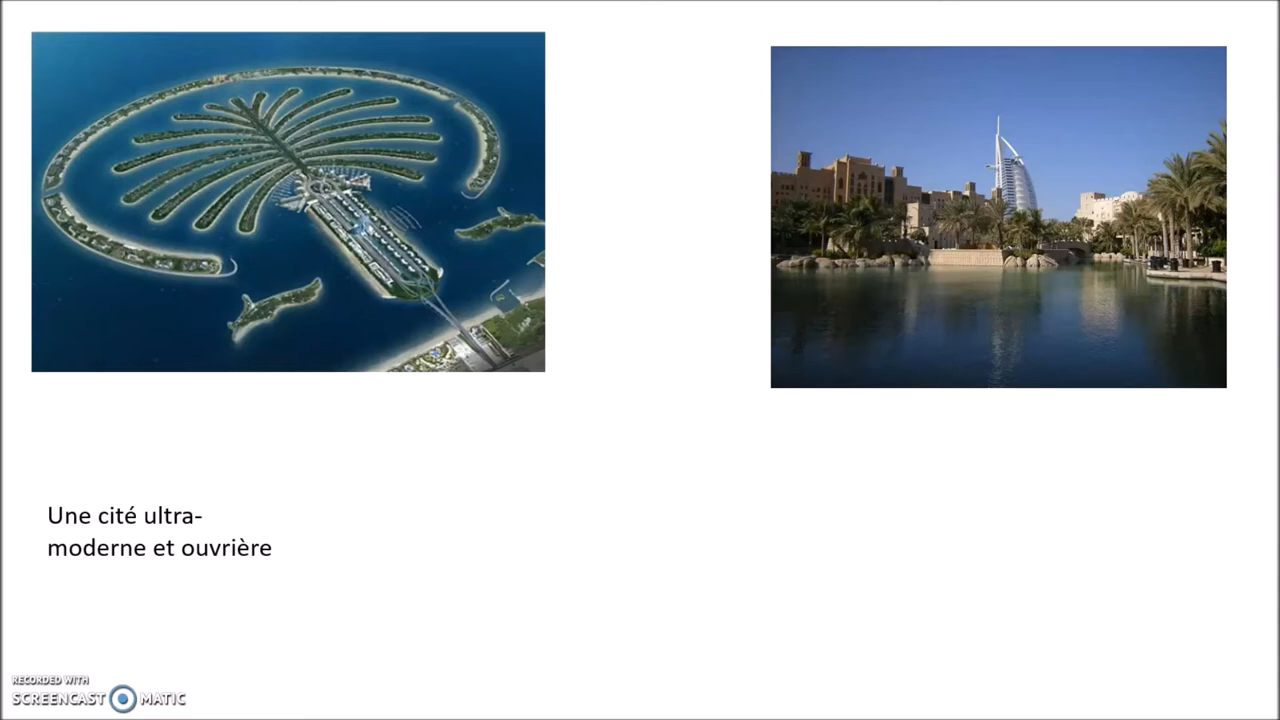 Une cité ultra-
moderne et ouvrière
RECORDED WITH
SCREENCAST MATIC